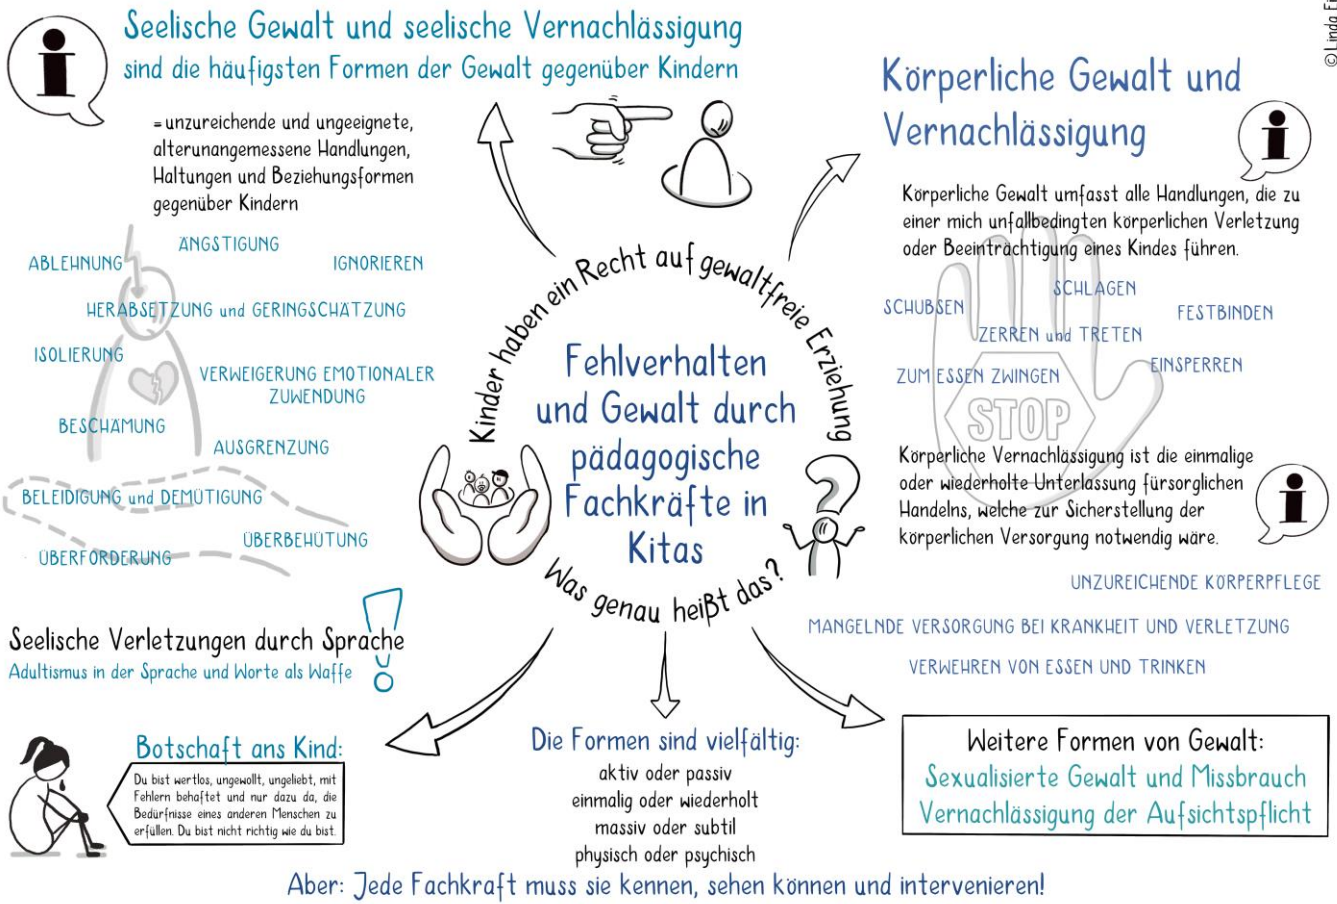 Seelische Gewalt und seelische Vernachlässigung
sind die häufigsten Formen der Gewalt gegenüber Kindern
= unzureichende und ungeeignete,
alterunangemessene Handlungen,
Haltungen und Beziehungsformen
gegenüber Kindern
ÄNGSTIGUNG
ABLEHNUNG
IGNORIEREN
HERABSETZUNG und GERINGSCHÄTZUNG
ISOLIERUNG
VERWEIGERUNG EMOTIONALER
ZUWENDUNG
BESCHÄMUNG
AUSGRENZUNG
BELEIDIGUNG und DEMÜTIGUNG
ÜBERBEHÜTUNG
ÜBERFORDERUNG
Seelische Verletzungen durch Sprache
Adultismus in der Sprache und Worte als Waffe
Botschaft ans Kind:
Du bist wertlos, ungewollt, ungeliebt, mit
Fehlern behaftet und nur dazu da, die
Bedürfnisse eines anderen Menschen zu
erfüllen. Du bist nicht richtig wie du bist.
Kinder haben ein Recht auf gewaltfreie Erziehung
Fehlverhalten
und Gewalt durch
pädagogische
Fachkräfte in
Kitas
Was genau heißt das?
Die Formen sind vielfältig:
aktiv oder passiv
einmalig oder wiederholt
massiv oder subtil
physisch oder psychisch
Körperliche Gewalt und
Vernachlässigung
Körperliche Gewalt umfasst alle Handlungen, die zu
einer mich unfallbedingten körperlichen Verletzung
oder Beeinträchtigung eines Kindes führen.
SCHLAGEN
SCHUBSEN
FESTBINDEN
ZERREN und TRETEN
EINSPERREN
ZUM ESSEN ZWINGEN
STOP
Körperliche Vernachlässigung ist die einmalige
oder wiederholte Unterlassung fürsorglichen
Handelns, welche zur Sicherstellung der
körperlichen Versorgung notwendig wäre.
UNZUREICHENDE KÖRPERPFLEGE
MANGELNDE VERSORGUNG BEI KRANKHEIT UND VERLETZUNG
VERWEHREN VON ESSEN UND TRINKEN
Weitere Formen von Gewalt:
Sexualisierte Gewalt und Missbrauch
Vernachlässigung der Aufsichtspflicht
Aber: Jede Fachkraft muss sie kennen, sehen können und intervenieren!
© Linda